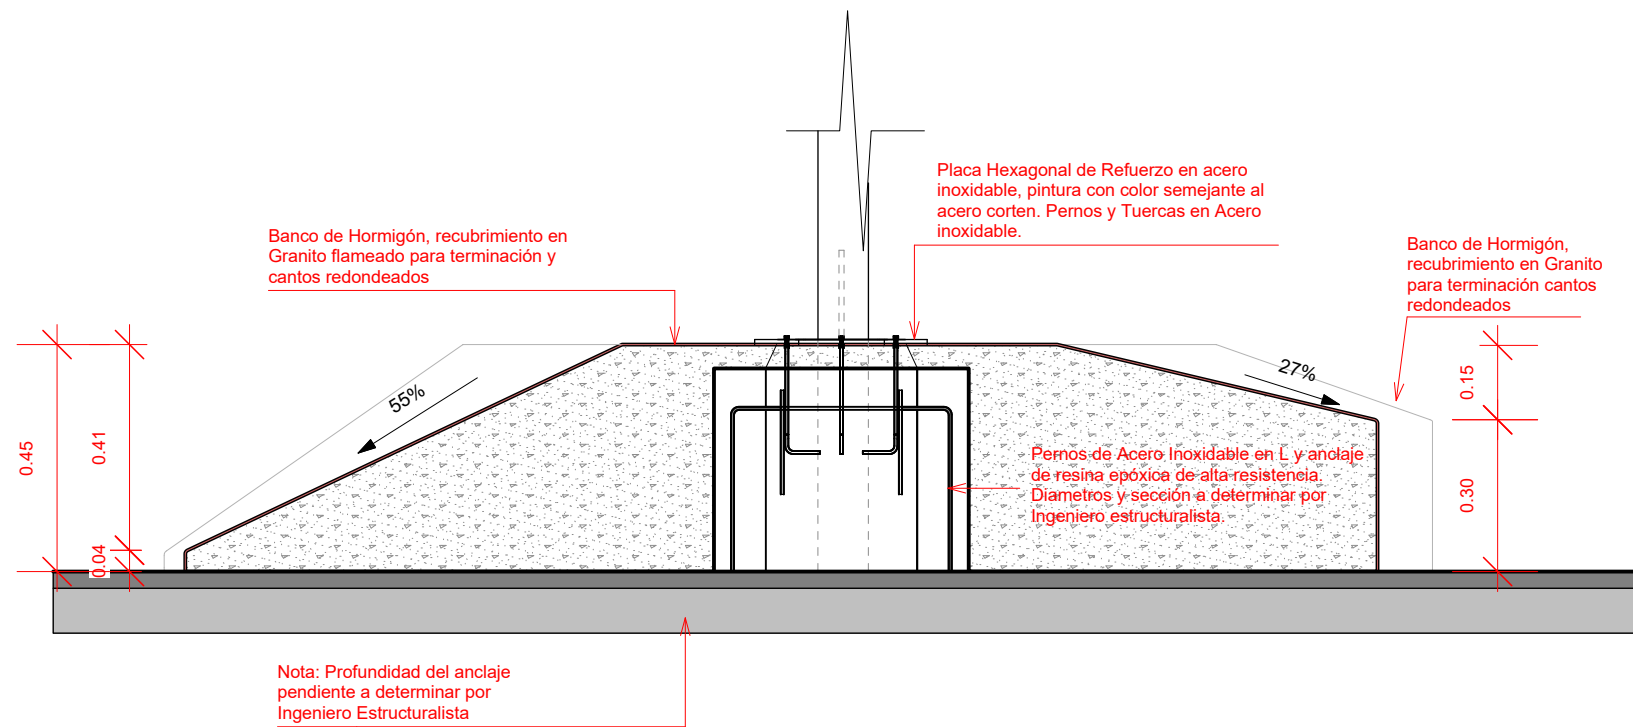 Placa Hexagonal de Refuerzo en acero
inoxidable, pintura con color semejante al
acero corten. Pernos y Tuercas en Acero
inoxidable.
Banco de Hormigón, recubrimiento en
Granito flameado para terminación y
cantos redondeados
Banco de Hormigón,
recubrimiento en Granito
para terminación cantos
redondeados
55%
27%
0.45
0.41
0.04
0.15
0.30
Pernos de Acero Inoxidable en L y anclaje
de resina epóxica de alta resistencia.
Diametros y sección a determinar por
Ingeniero estructuralista.
Nota: Profundidad del anclaje
pendiente a determinar por
Ingeniero Estructuralista